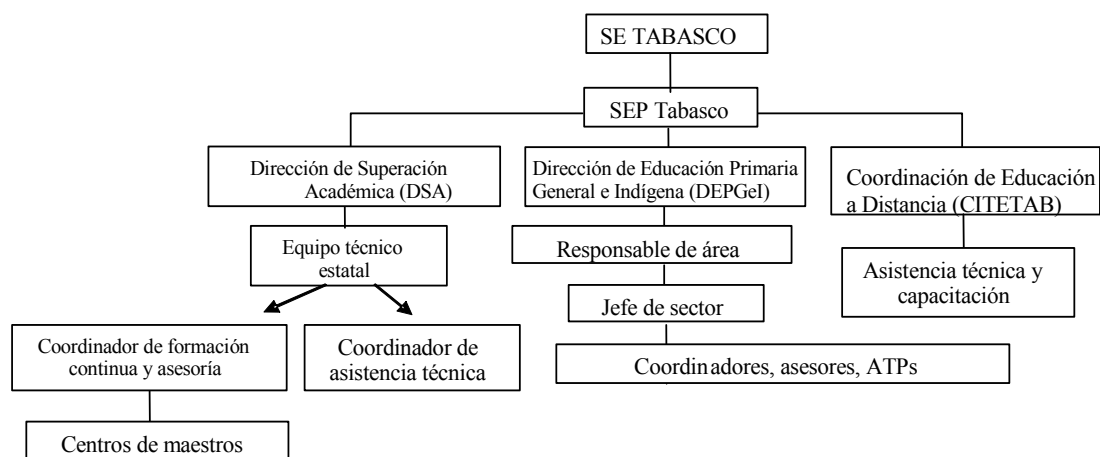 SE TABASCO
SEP Tabasco
Dirección de Superación
Académica (DSA)
Dirección de Educación Primaria
General e Indígena (DEPGeI)
Coordinación de Educación
a Distancia (CITETAB)
Equipo técnico
estatal
Responsable de área
Asistencia técnica y
capacitación
Jefe de sector
Coordinador de formación
continua y asesoría
Coordinador de
asistencia técnica
Coordinadores, asesores, ATPs
Centros de maestros